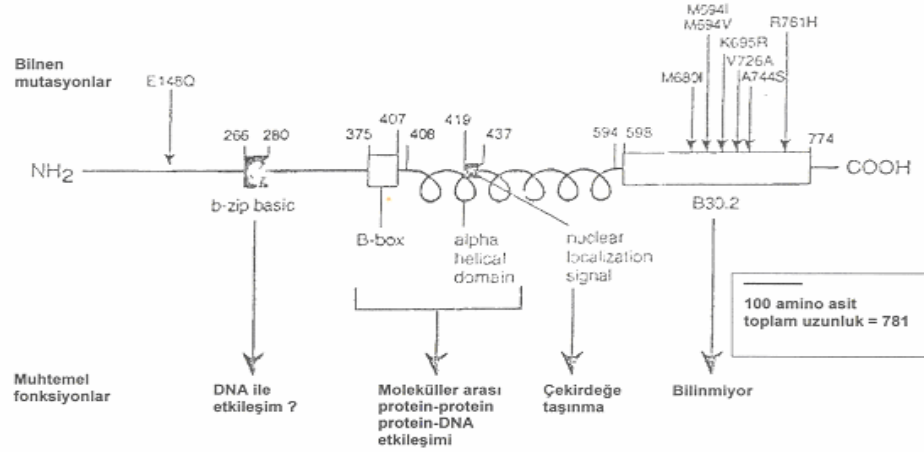 Bilinen
mutasyonlar
E148Q
M694I
M694V
R761H
K695R
V726A
M680I
A744S
266
280
375
407
408
419
437
594
598
774
NH2
COOH
b-zip basic
B-box
alpha
helical
domain
nuclear
localization
signal
B30.2
100 amino asit
toplam uzunluk = 781
Muhtemel
fonksiyonlar
DNA ile
etkileşim ?
Moleküller arası
protein-protein
protein-DNA
etkileşimi
Çekirdeğe
taşınma
Bilinmiyor